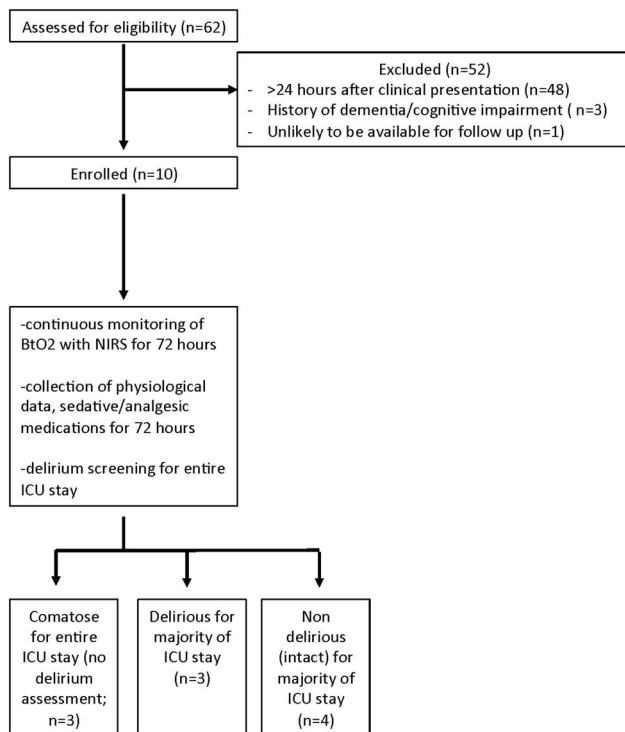 Assessed for eligibility (n=62)
Excluded (n=52)
- >24 hours after clinical presentation (n=48)
- History of dementia/cognitive impairment ( n=3)
- Unlikely to be available for follow up (n=1)
Enrolled (n=10)
-continuous monitoring of
BtO2 with NIRS for 72 hours
-collection of physiological
data, sedative/analgesic
medications for 72 hours
-delirium screening for entire
ICU stay
Comatose
for entire
ICU stay (no
delirium
assessment;
n=3)
Delirious for
majority of
ICU stay
(n=3)
Non
delirious
(intact) for
majority of
ICU stay
(n=4)